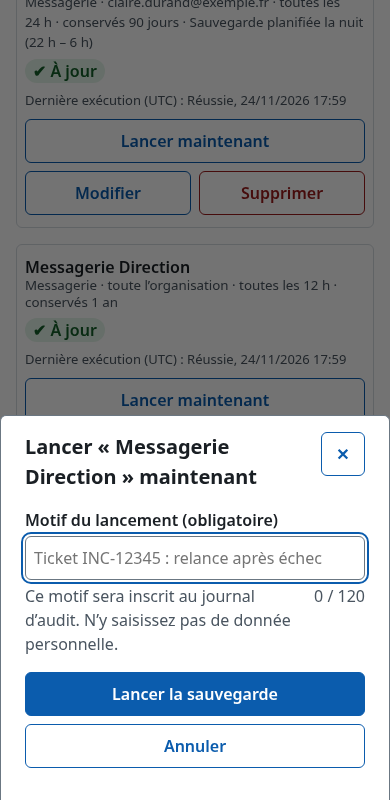 Messagerie · claire.durand@exemple.fr · toutes les
24 h · conservés 90 jours · Sauvegarde planifiée la nuit
(22 h – 6 h)
✔ À jour
Dernière exécution (UTC) : Réussie, 24/11/2026 17:59
Lancer maintenant
Modifier Supprimer
Messagerie Direction
Messagerie · toute l’organisation · toutes les 12 h ·
conservés 1 an
✔ À jour
Dernière exécution (UTC) : Réussie, 24/11/2026 17:59
Lancer maintenant
Lancer « Messagerie
Direction » maintenant
×
Motif du lancement (obligatoire)
Ticket INC-12345 : relance après échec
Ce motif sera inscrit au journal 0 / 120
d’audit. N’y saisissez pas de donnée
personnelle.
Lancer la sauvegarde
Annuler